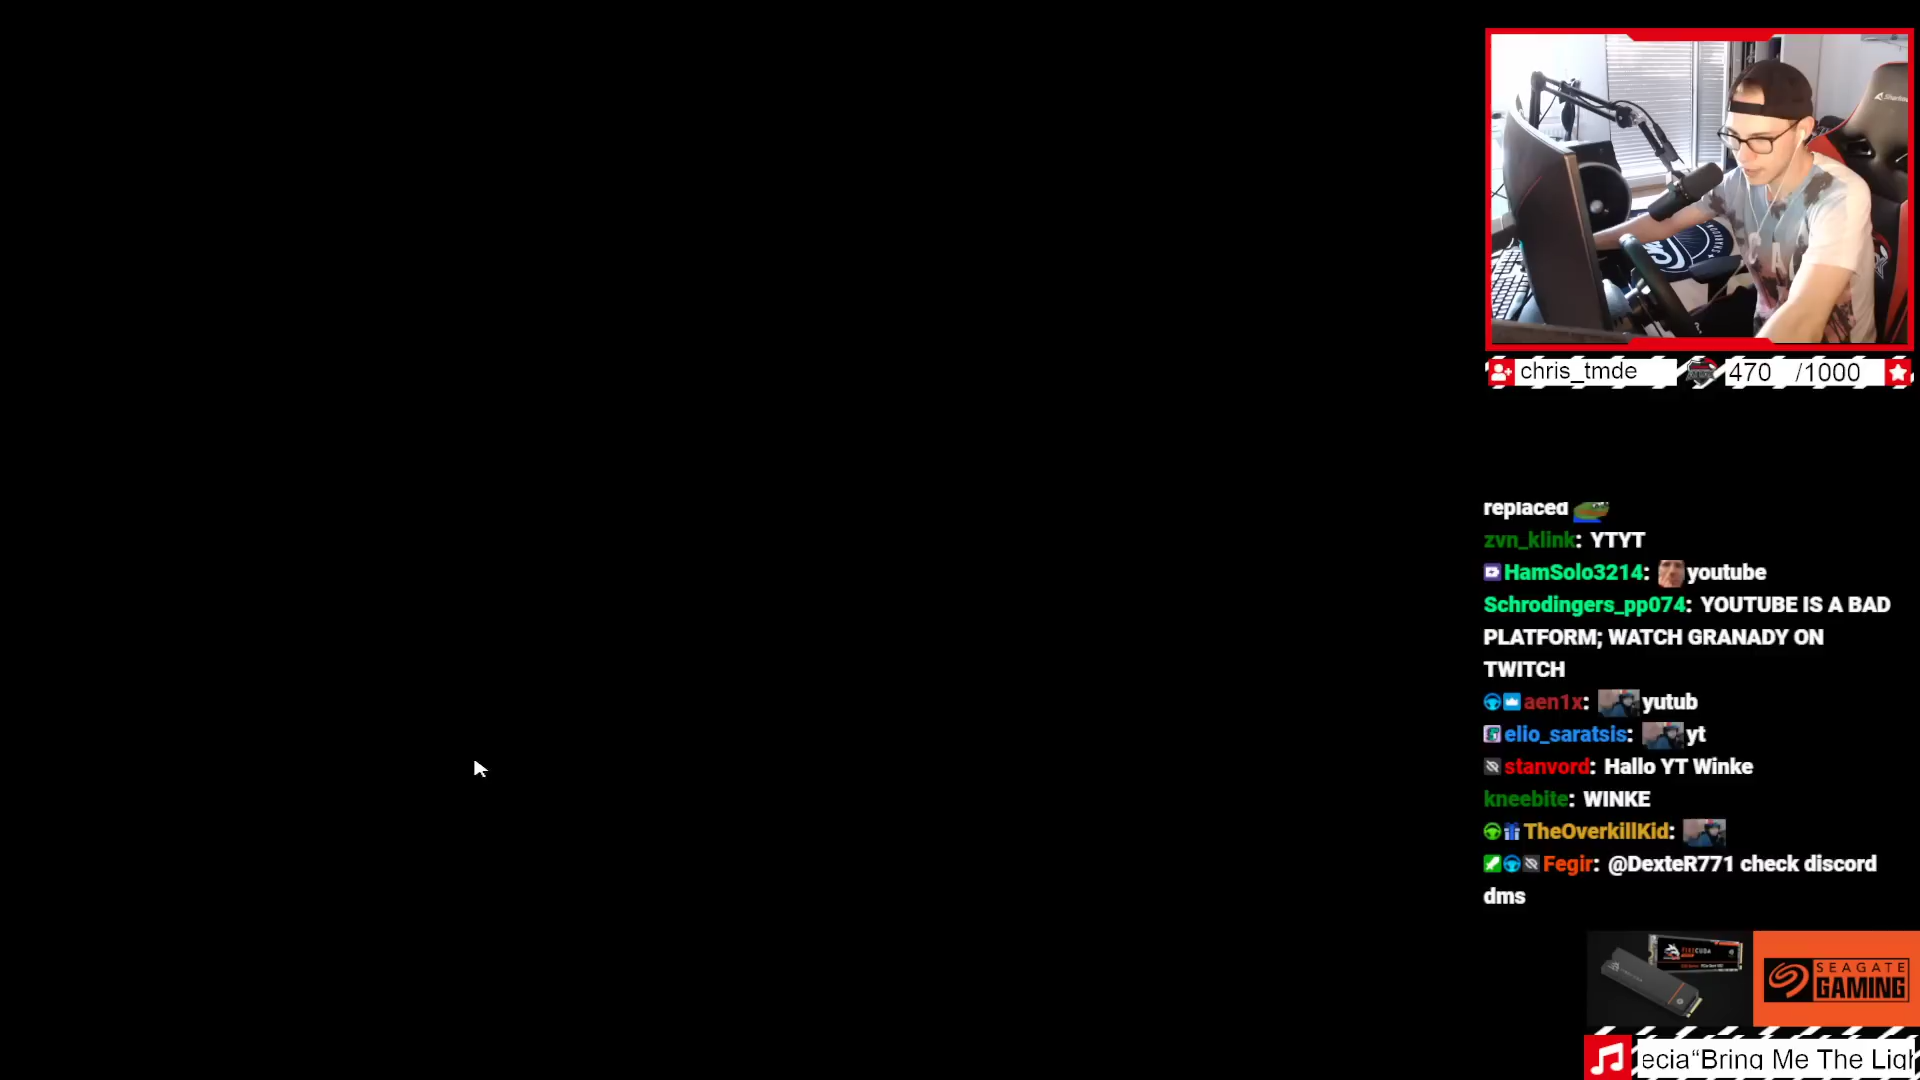 chris_tmde
470 /1000
replaced
zvn_klink: YTYT
HamSolo3214: youtube
Schrodingers_pp074: YOUTUBE IS A BAD
PLATFORM; WATCH GRANADY ON
TWITCH
aen1x: yutub
elio_saratsis: yt
stanvord: Hallo YT Winke
kneebite: WINKE
TheOverkillKid:
Fegir: @DexteR771 check discord
dms
FIRECUDA
SEAGATE
GAMING
ecia“Bring Me The Ligh